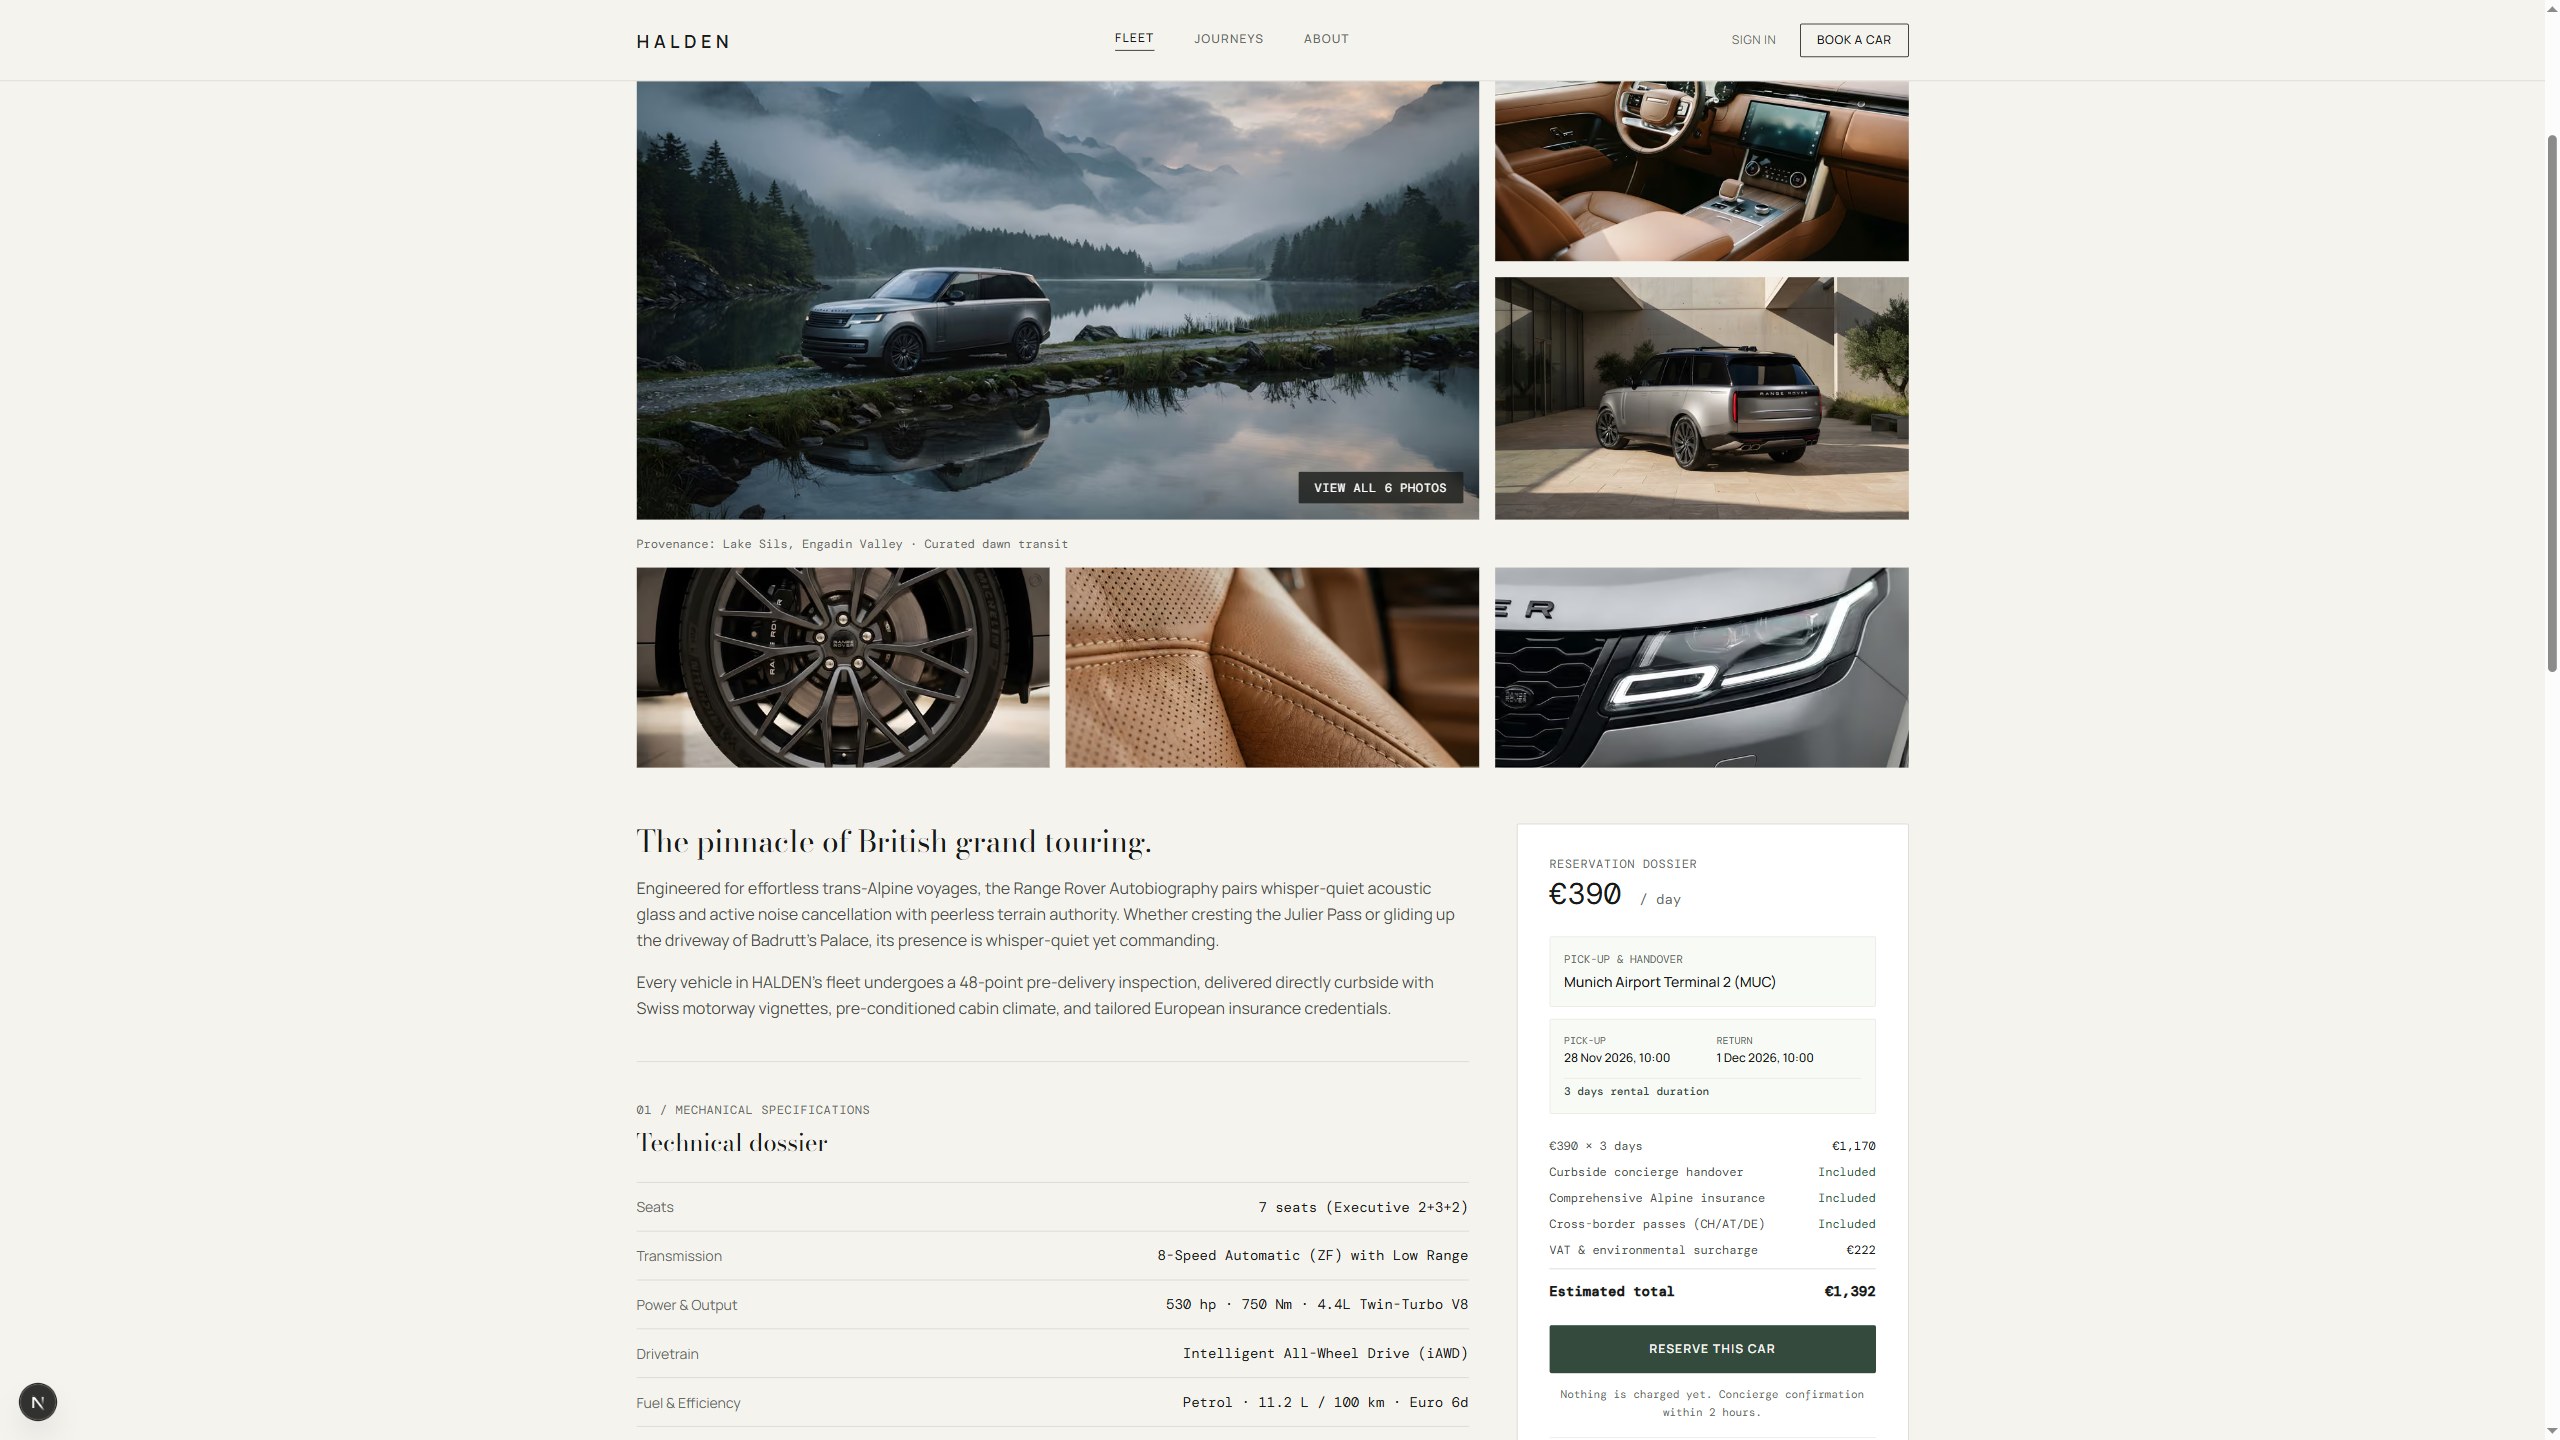 HALDEN
FLEET
JOURNEYS
ABOUT
SIGN IN
BOOK A CAR
RANGE ROVER
VIEW ALL 6 PHOTOS
Provenance: Lake Sils, Engadin Valley · Curated dawn transit
RANGE ROVER
ER
The pinnacle of British grand touring.
Engineered for effortless trans-Alpine voyages, the Range Rover Autobiography pairs whisper-quiet acoustic
glass and active noise cancellation with peerless terrain authority. Whether cresting the Julier Pass or gliding up
the driveway of Badrutt's Palace, its presence is whisper-quiet yet commanding.
Every vehicle in HALDEN's fleet undergoes a 48-point pre-delivery inspection, delivered directly curbside with
Swiss motorway vignettes, pre-conditioned cabin climate, and tailored European insurance credentials.
01 / MECHANICAL SPECIFICATIONS
Technical dossier
Seats
7 seats (Executive 2+3+2)
Transmission
8-Speed Automatic (ZF) with Low Range
Power & Output
530 hp · 750 Nm · 4.4L Twin-Turbo V8
Drivetrain
Intelligent All-Wheel Drive (iAWD)
Fuel & Efficiency
Petrol · 11.2 L / 100 km · Euro 6d
RESERVATION DOSSIER
€390 / day
PICK-UP & HANDOVER
Munich Airport Terminal 2 (MUC)
PICK-UP
28 Nov 2026, 10:00
RETURN
1 Dec 2026, 10:00
3 days rental duration
€390 × 3 days
€1,170
Curbside concierge handover
Included
Comprehensive Alpine insurance
Included
Cross-border passes (CH/AT/DE)
Included
VAT & environmental surcharge
€222
Estimated total
€1,392
RESERVE THIS CAR
Nothing is charged yet. Concierge confirmation
within 2 hours.
N